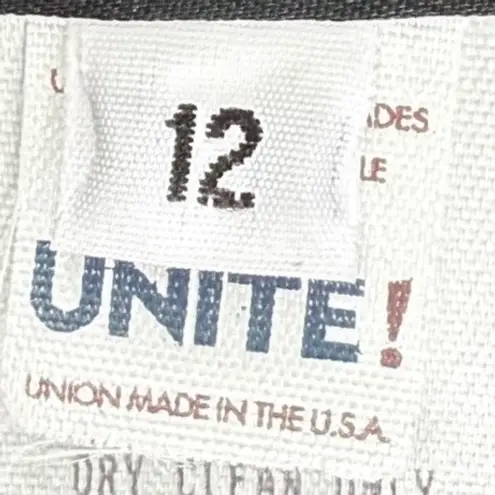 12
UNITE!
UNION MADE IN THE U.S.A.
DRY CLEAN ONLY